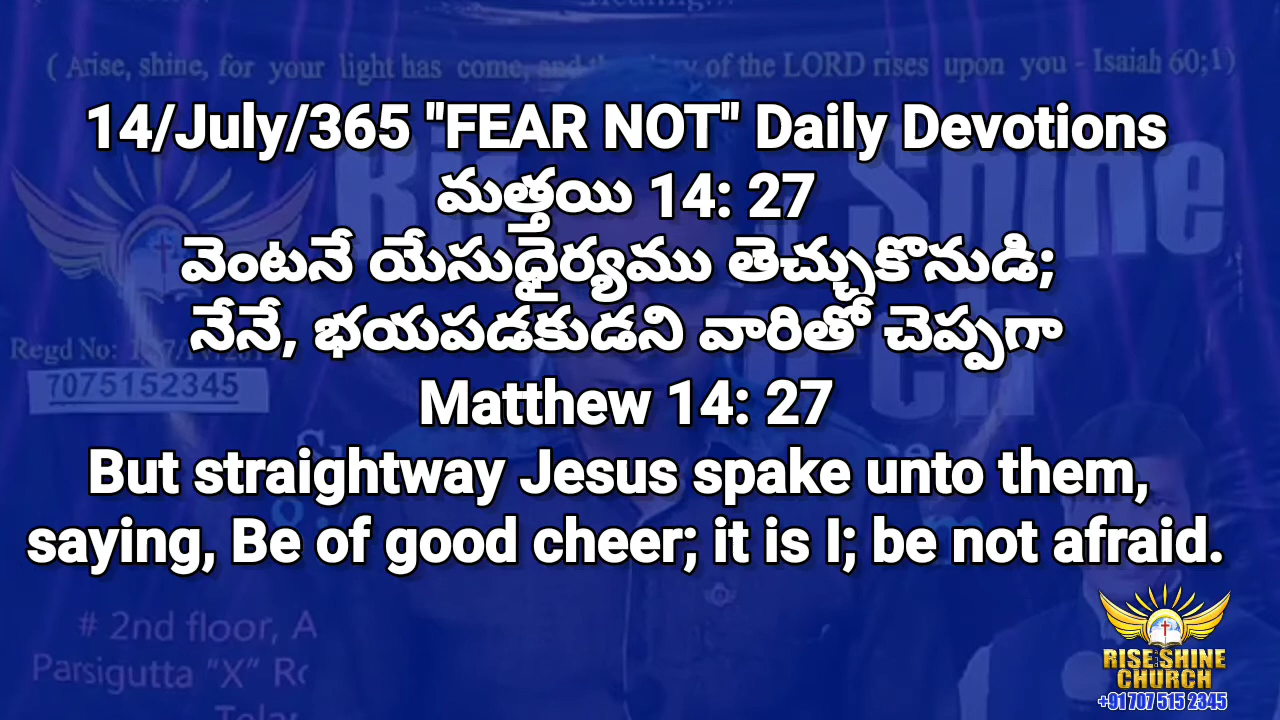 ( Arise, shine, for your light has come, and the glory of the LORD rises upon you - Isaiah 60:1)
14/July/365 "FEAR NOT" Daily Devotions
మత్తయి 14: 27
వెంటనే యేసుధైర్యము తెచ్చుకొనుడి;
నేనే, భయపడకుడని వారితో చెప్పగా
Regd No:
7075152345
Matthew 14: 27
But straightway Jesus spake unto them,
saying, Be of good cheer; it is I; be not afraid.
# 2nd floor, A
Parsigutta "X" Ro
RISE & SHINE
CHURCH
+91 707 515 2345